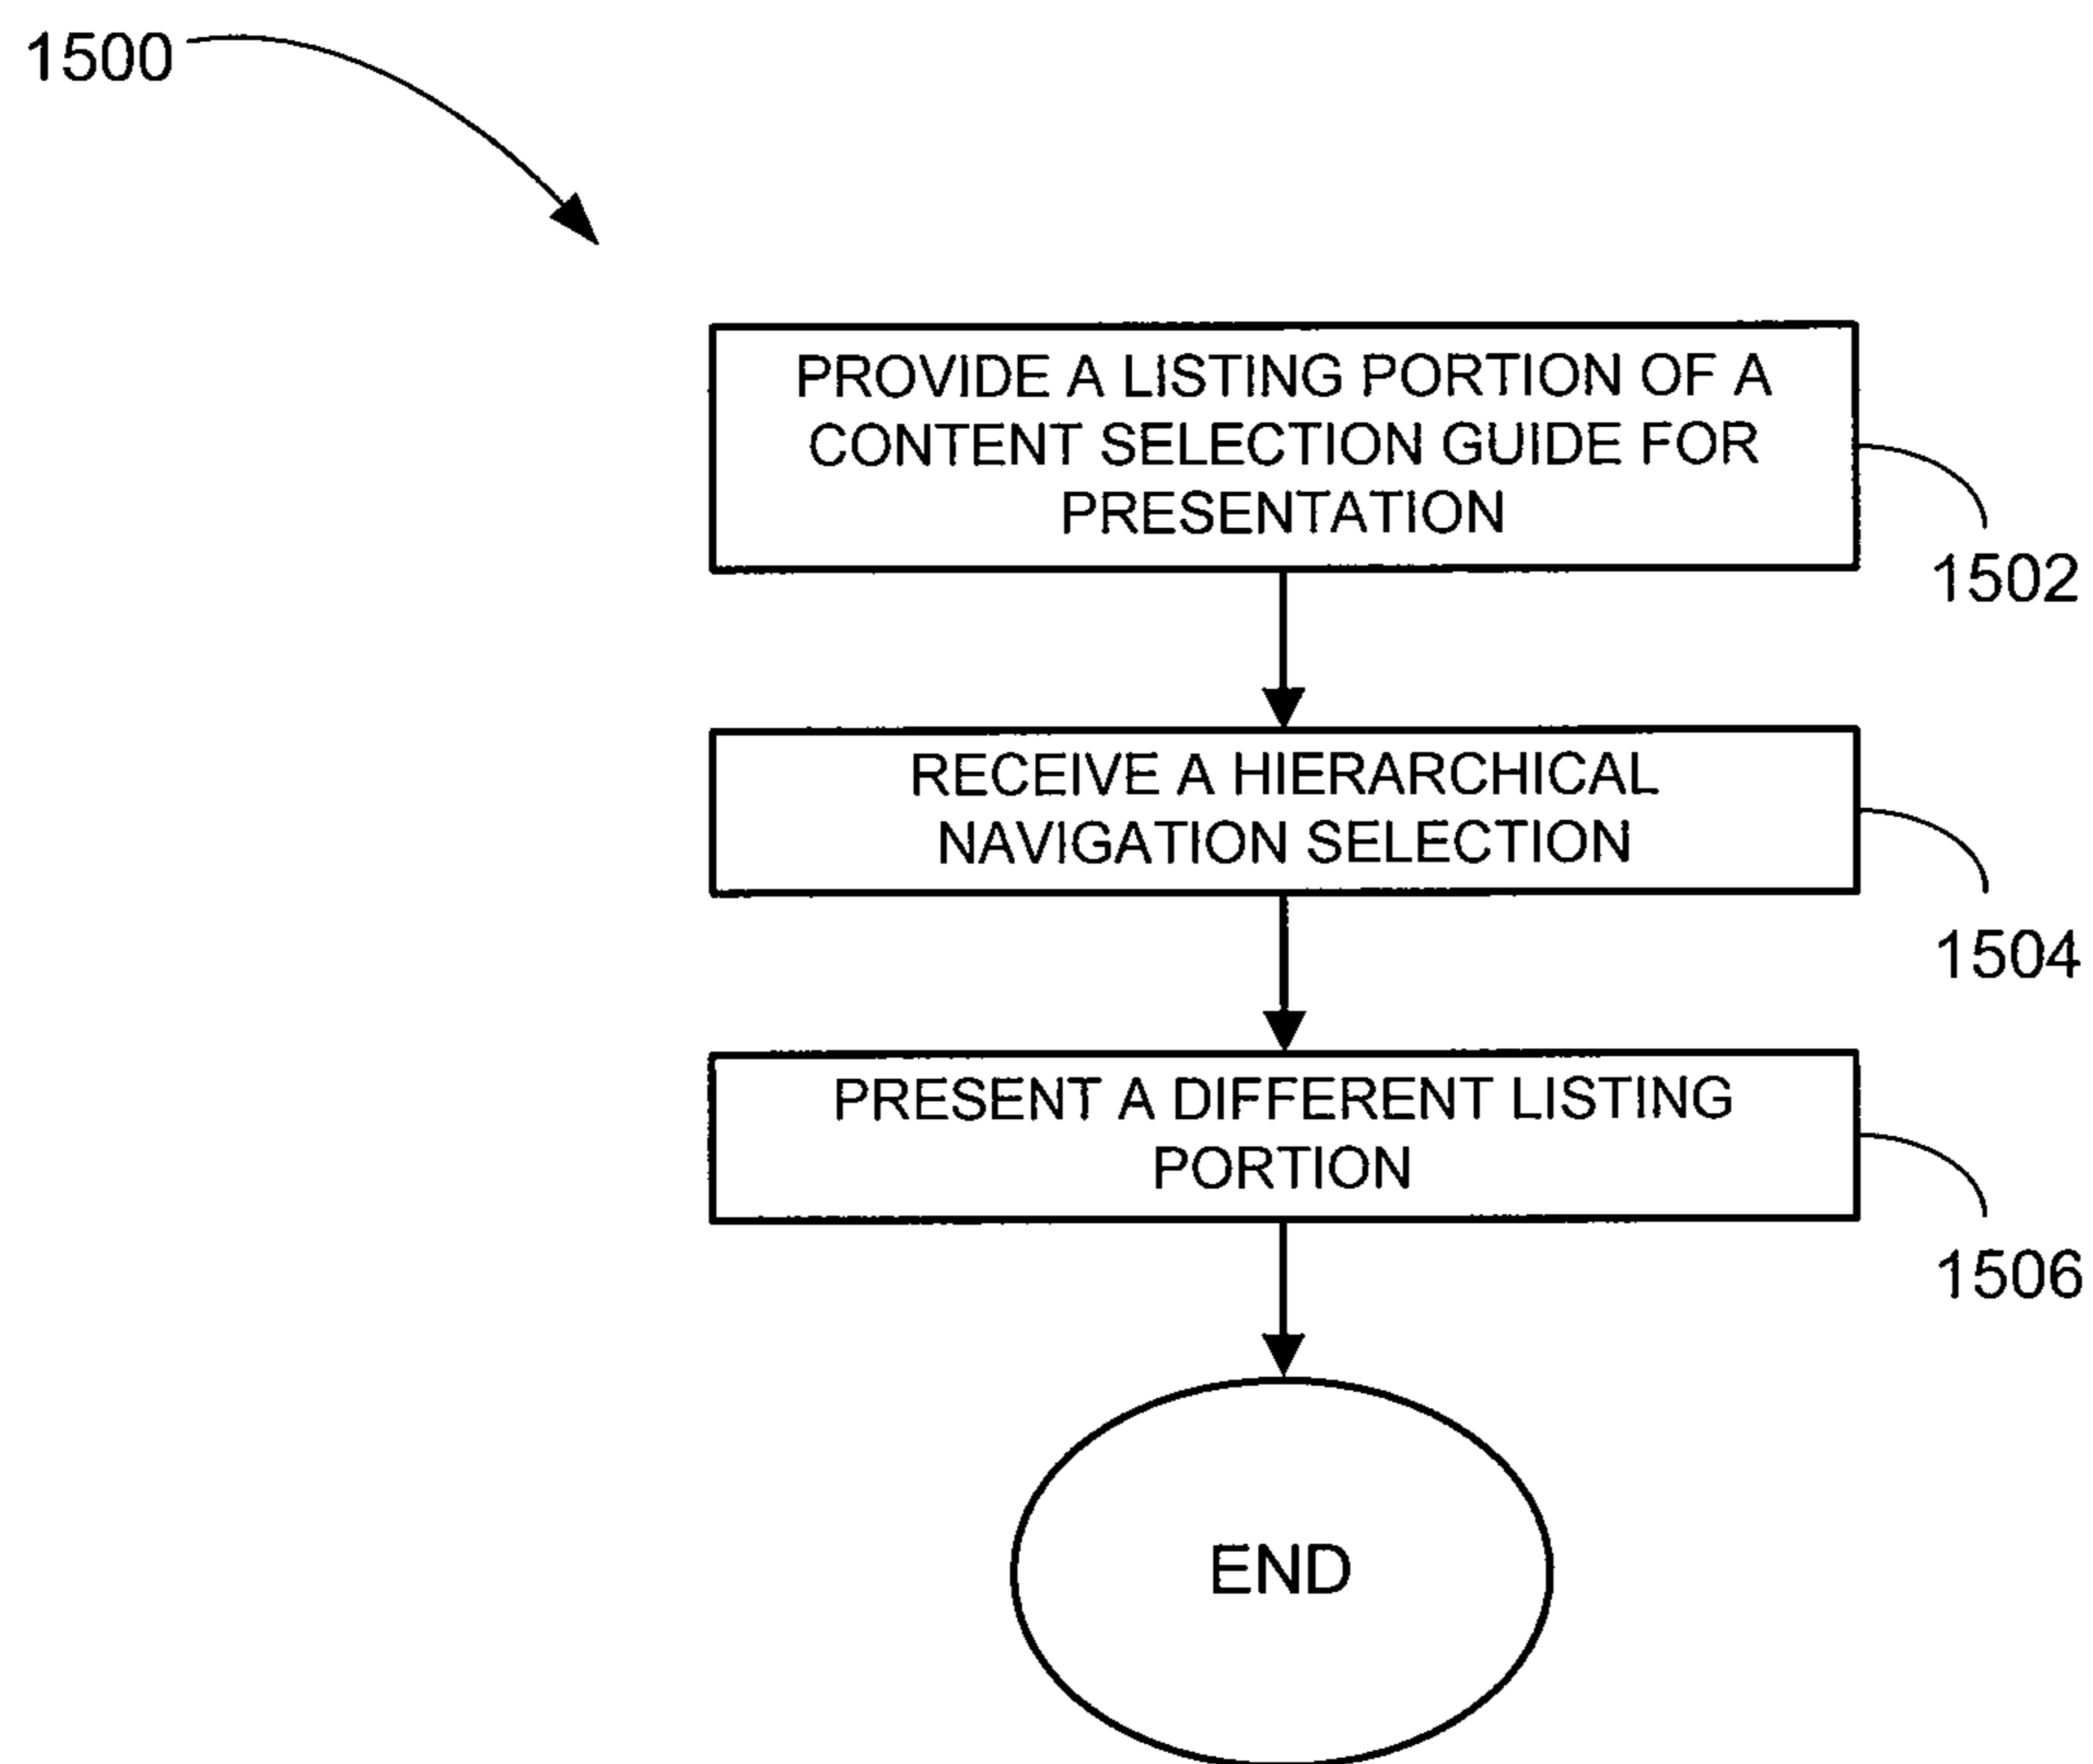 1500
PROVIDE A LISTING PORTION OF A
CONTENT SELECTION GUIDE FOR
PRESENTATION
1502
RECEIVE A HIERARCHICAL
NAVIGATION SELECTION
1504
PRESENT A DIFFERENT LISTING
PORTION
1506
END